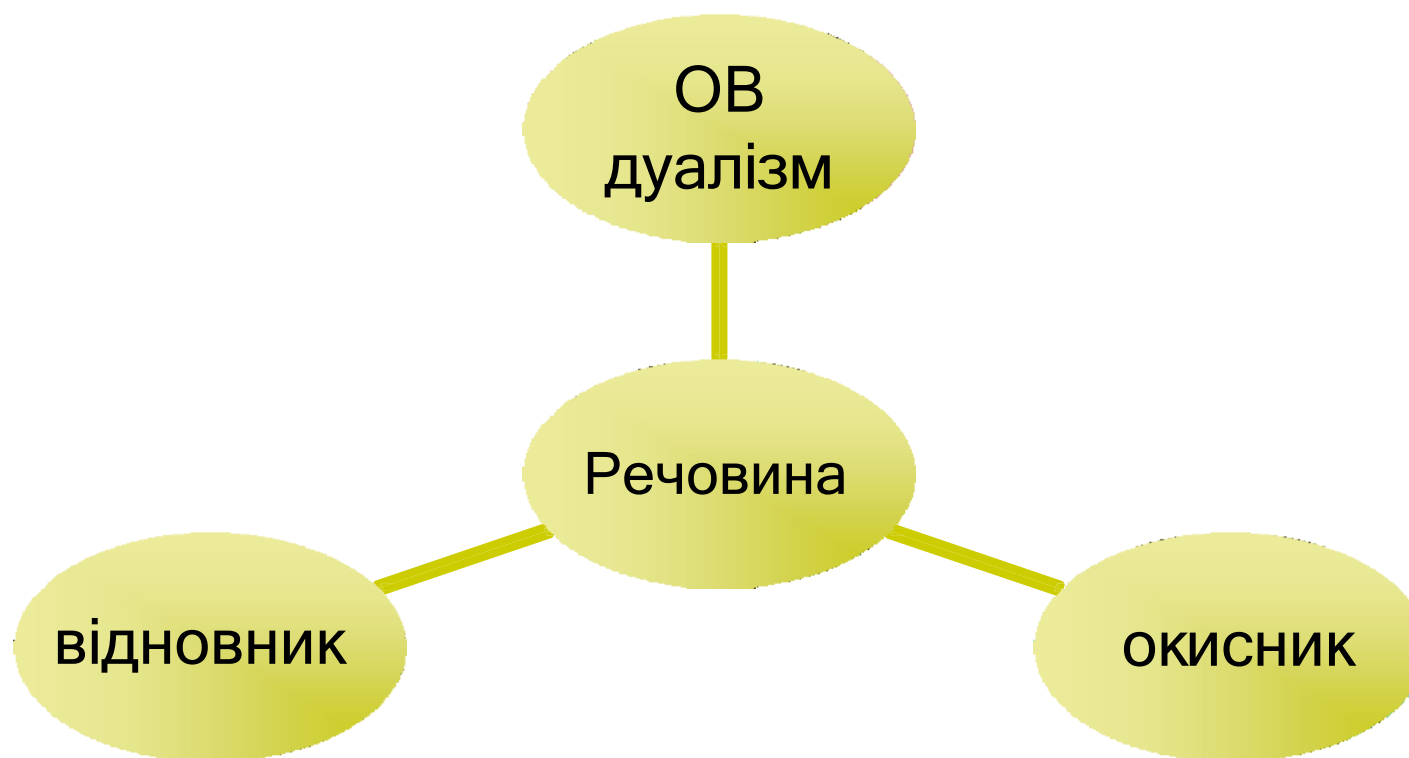 ОВ
дуалізм
Речовина
відновник
окисник